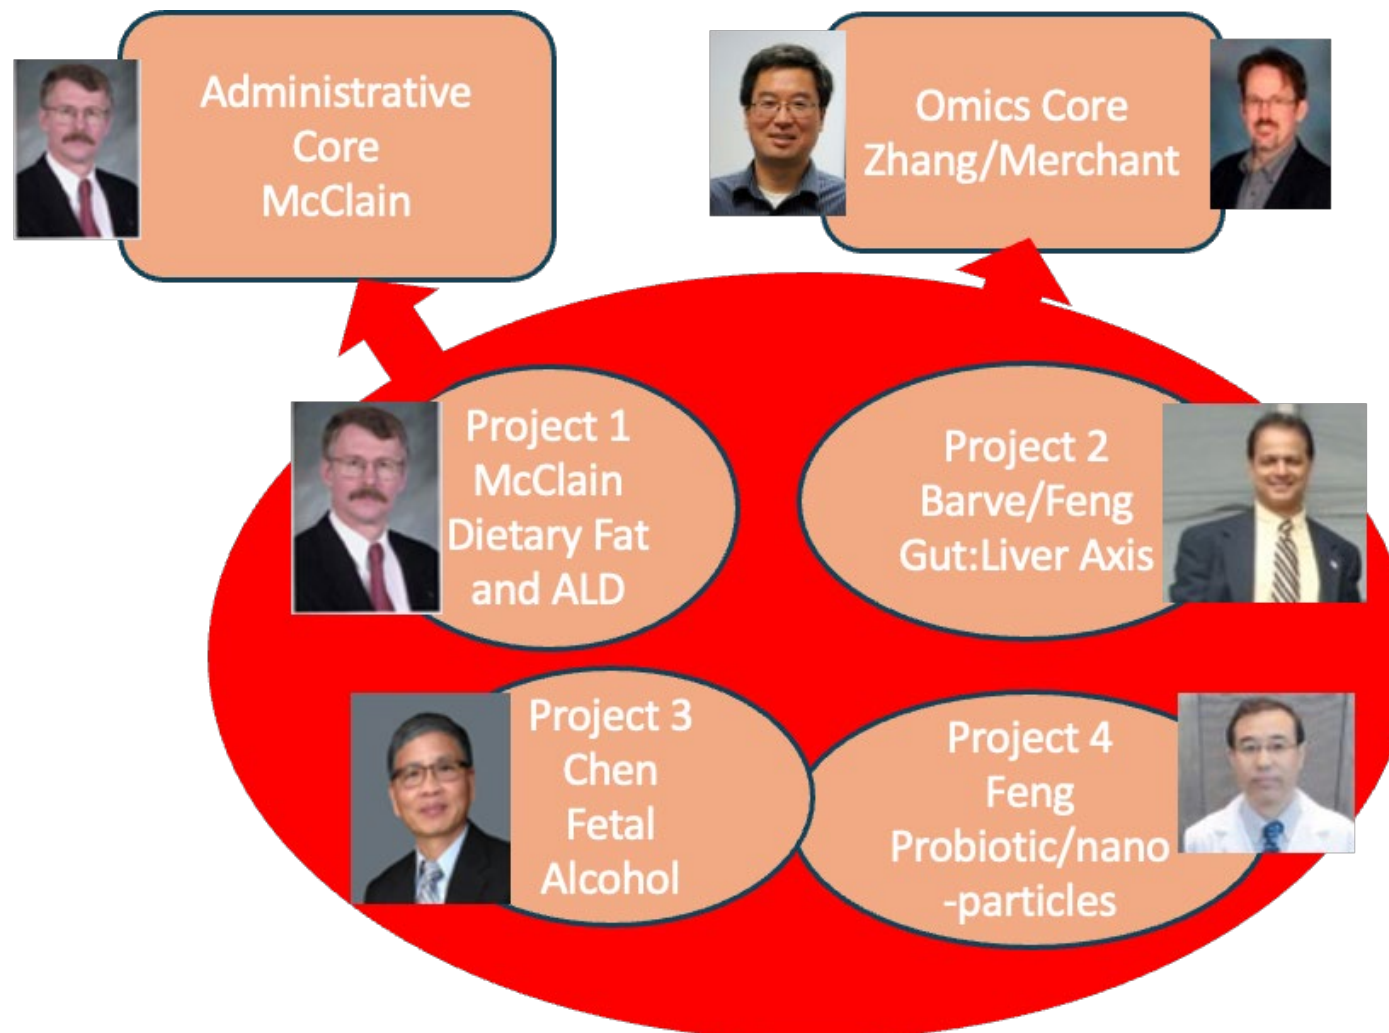 Administrative
Core
McClain
Omics Core
Zhang/Merchant
Project 1
McClain
Dietary Fat
and ALD
Project 2
Barve/Feng
Gut:Liver Axis
Project 3
Chen
Fetal
Alcohol
Project 4
Feng
Probiotic/nano
-particles